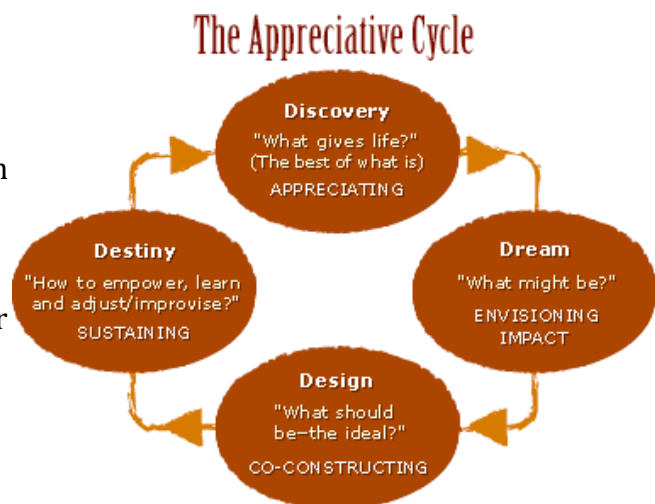 The Appreciative Cycle
Discovery
"What gives life?"
(The best of what is)
APPRECIATING
n
Destiny
"How to empower, learn
and adjust/improvise?"
SUSTAINING
r
Dream
"What might be?"
ENVISIONING
IMPACT
Design
"What should
be—the ideal?"
CO-CONSTRUCTING